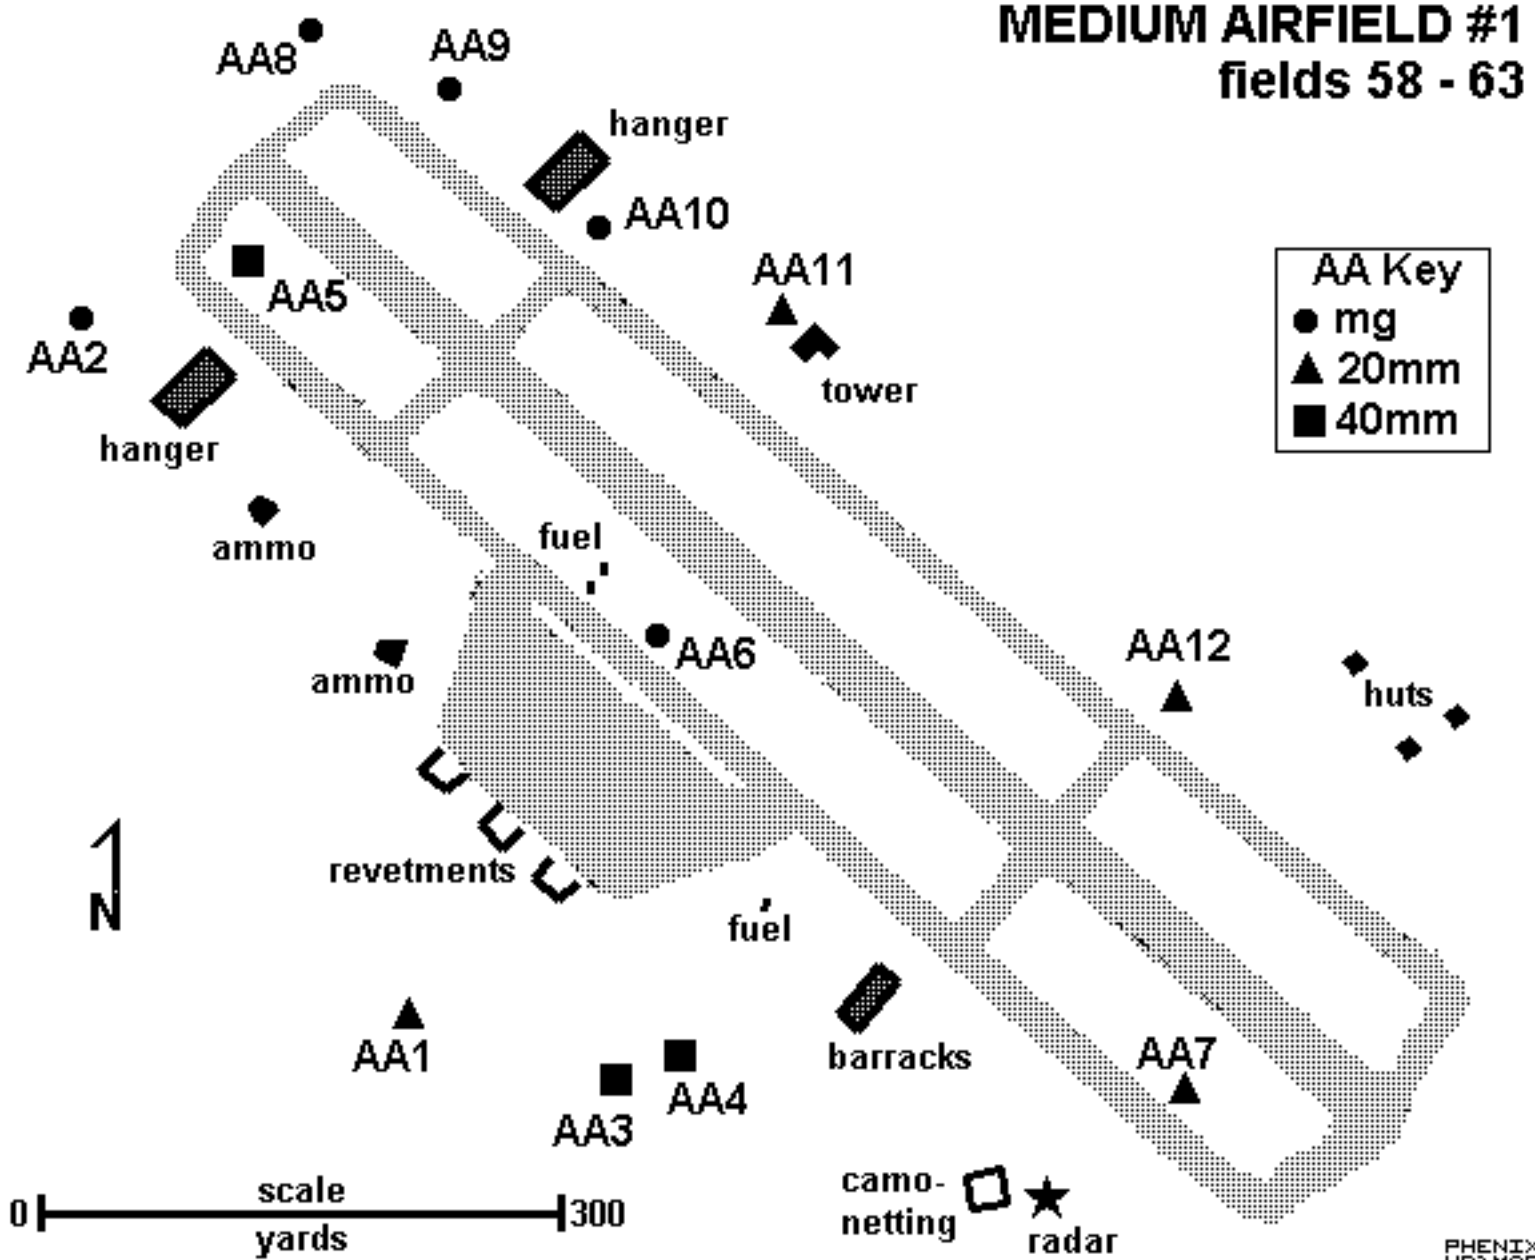 MEDIUM AIRFIELD #1
fields 58 - 63
AA8
AA9
hanger
AA10
AA11
tower
AA Key
mg
20mm
40mm
AA5
AA2
hanger
ammo
fuel
AA6
ammo
AA12
huts
revetments
N
fuel
AA1
AA3
AA4
barracks
AA7
camo-
netting
radar
scale
0 300
yards
PHENIX